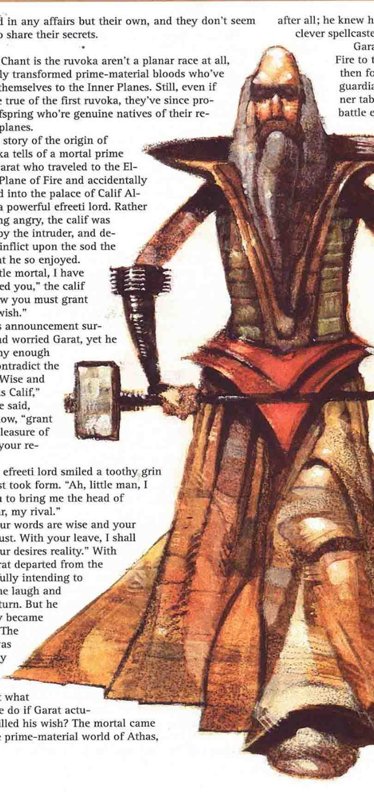 d in any affairs but their own, and they don't seem
o share their secrets.
Chant is the ruvoka aren't a planar race at all,
ly transformed prime-material bloods who've
themselves to the Inner Planes. Still, even if
e true of the first ruvoka, they've since pro-
fspring who're genuine natives of their re-
planes.
story of the origin of
ka tells of a mortal prime
arat who traveled to the El-
Plane of Fire and accidentally
d into the palace of Calif Al-
a powerful efreeti lord. Rather
ng angry, the calif was
by the intruder, and de-
inflict upon the sod the
nt he so enjoyed.
tle mortal, I have
ed you," the calif
w you must grant
wish."
s announcement sur-
nd worried Garat, yet he
ny enough
ontradict the
Wise and
s Calif,"
e said,
ow, "grant
leasure of
your re-
efreeti lord smiled a toothy grin
st took form. "Ah, little man, I
u to bring me the head of
r, my rival."
ur words are wise and your
ust. With your leave, I shall
ur desires reality." With
rat departed from the
fully intending to
ne laugh and
turn. But he
y became
The
as
y
t what
e do if Garat actu-
illed his wish? The mortal came
e prime-material world of Athas,
after all; he knew h
clever spellcaste
Gara
Fire to t
then fo
guardia
ner tab
battle e